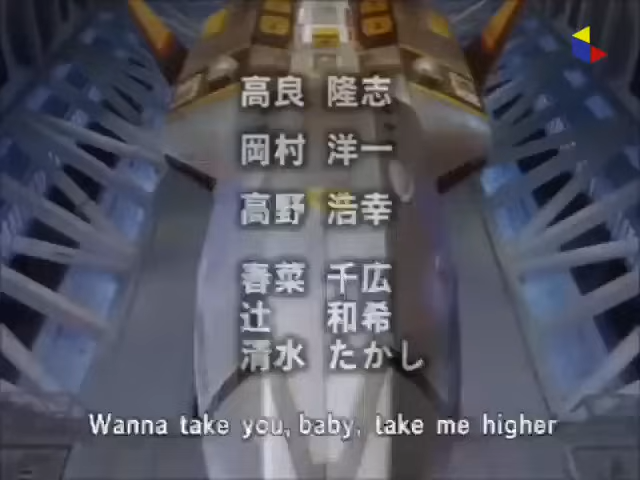 高良 隆志
岡村 洋一
高野 浩幸
春菜 千広
辻 和希
清水 たかし
Wanna take you, baby, take me higher